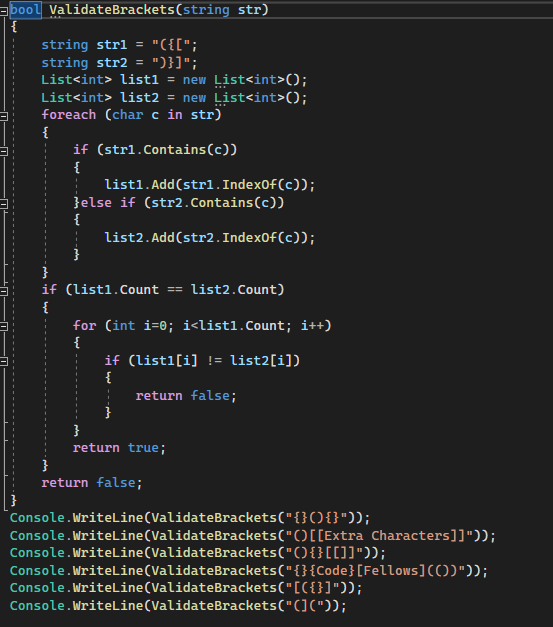 bool ValidateBrackets(string str)
{
    string str1 = "({[";
    string str2 = ")}]";
    List<int> list1 = new List<int>();
    List<int> list2 = new List<int>();
    foreach (char c in str)
    {
        if (str1.Contains(c))
        {
            list1.Add(str1.IndexOf(c));
        }else if (str2.Contains(c))
        {
            list2.Add(str2.IndexOf(c));
        }
    }
    if (list1.Count == list2.Count)
    {
        for (int i=0; i<list1.Count; i++)
        {
            if (list1[i] != list2[i])
            {
                return false;
            }
        }
        return true;
    }
    return false;
}
Console.WriteLine(ValidateBrackets("{}(){}"));
Console.WriteLine(ValidateBrackets("()[[Extra Characters]]"));
Console.WriteLine(ValidateBrackets("(){}[[]]"));
Console.WriteLine(ValidateBrackets("{}{Code}[Fellows](())"));
Console.WriteLine(ValidateBrackets("[({}]"));
Console.WriteLine(ValidateBrackets("(]("));